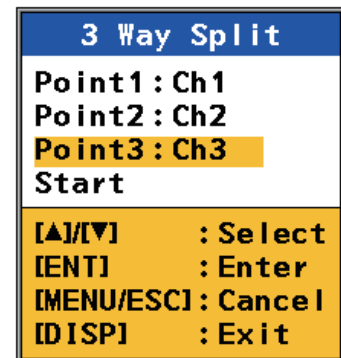 3 Way Split
Point1:Ch1
Point2:Ch2
Point3:Ch3
Start
[▲]/[▼] :Select
[ENT] :Enter
[MENU/ESC]:Cancel
[DISP] :Exit